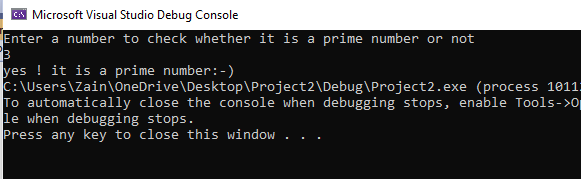 Microsoft Visual Studio Debug Console
Enter a number to check whether it is a prime number or not
3
yes ! it is a prime number:-)
C:\Users\Zain\OneDrive\Desktop\Project2\Debug\Project2.exe (process 1011
To automatically close the console when debugging stops, enable Tools->Op
le when debugging stops.
Press any key to close this window . . .